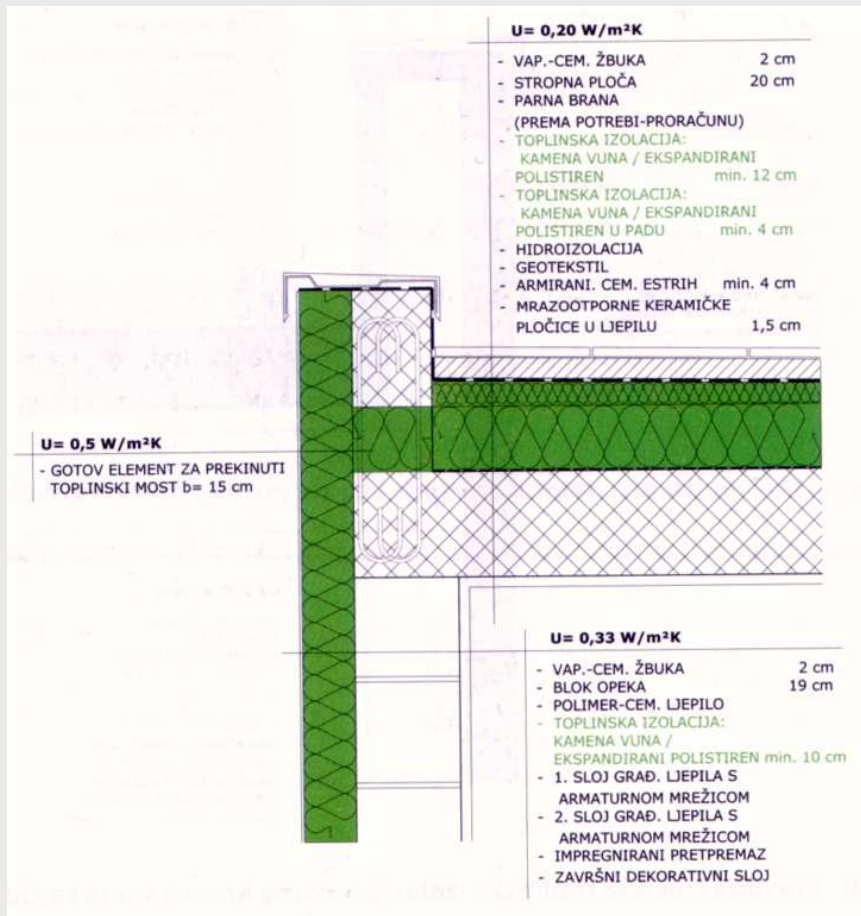 U= 0,20 W/m²K
- VAP.-CEM. ŽBUKA 2 cm
- STROPNA PLOČA 20 cm
- PARNA BRANA
(PREMA POTREBI-PRORAČUNU)
- TOPLINSKA IZOLACIJA:
KAMENA VUNA / EKSPANDIRANI
POLISTIREN min. 12 cm
- TOPLINSKA IZOLACIJA:
KAMENA VUNA / EKSPANDIRANI
POLISTIREN U PADU min. 4 cm
- HIDROIZOLACIJA
- GEOTEKSTIL
- ARMIRANI. CEM. ESTRIH min. 4 cm
- MRAZOOTPORNE KERAMIČKE
PLOČICE U LJEPILU 1,5 cm
U= 0,5 W/m²K
- GOTOV ELEMENT ZA PREKINUTI
TOPLINSKI MOST b= 15 cm
U= 0,33 W/m²K
- VAP.-CEM. ŽBUKA 2 cm
- BLOK OPEKA 19 cm
- POLIMER-CEM. LJEPILO
- TOPLINSKA IZOLACIJA:
KAMENA VUNA /
EKSPANDIRANI POLISTIREN min. 10 cm
- 1. SLOJ GRAĐ. LJEPILA S
ARMATURNOM MREŽICOM
- 2. SLOJ GRAĐ. LJEPILA S
ARMATURNOM MREŽICOM
- IMPREGNIRANI PRETPREMAZ
- ZAVRŠNI DEKORATIVNI SLOJ